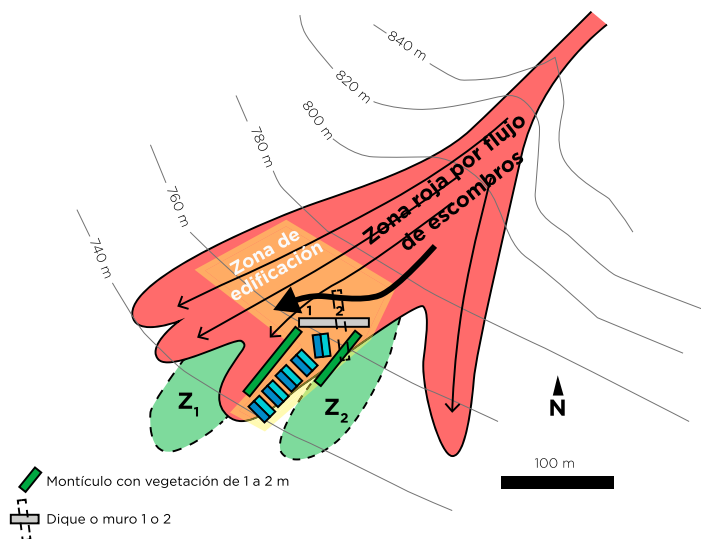 840 m
820 m
800 m
780 m
760 m
740 m
Zona roja por flujo
de escombros
Zona de
edificación
1
2
Z1
Z2
N
100 m
Montículo con vegetación de 1 a 2 m
Dique o muro 1 o 2